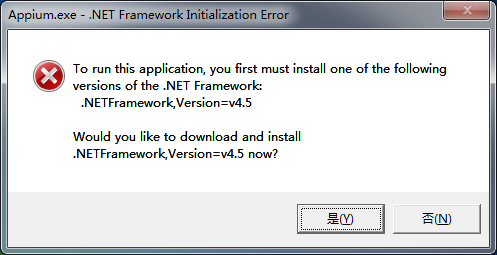 Appium.exe - .NET Framework Initialization Error
To run this application, you first must install one of the following
versions of the .NET Framework:
.NETFramework,Version=v4.5
Would you like to download and install
.NETFramework,Version=v4.5 now?
是(Y)
否(N)